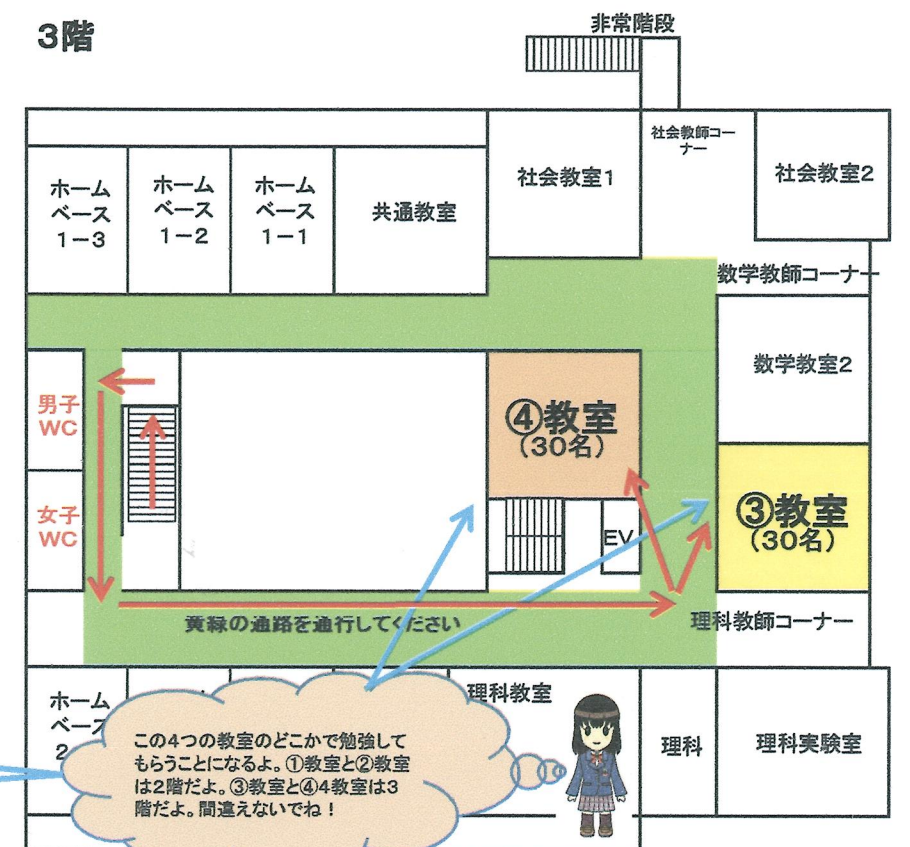 3階
非常階段
社会教師コー
ナー
社会教室1
社会教室2
ホーム
ベース
1－3
ホーム
ベース
1－2
ホーム
ベース
1－1
共通教室
数学教師コーナー
数学教室2
男子
WC
女子
WC
④教室
（30名）
③教室
（30名）
EV
黄緑の通路を通行してください
理科教師コーナー
ホーム
ベース
2
理科教室
理科
理科実験室
この4つの教室のどこかで勉強して
もらうことになるよ。①教室と②教室
は2階だよ。③教室と④4教室は3
階だよ。間違えないでね！